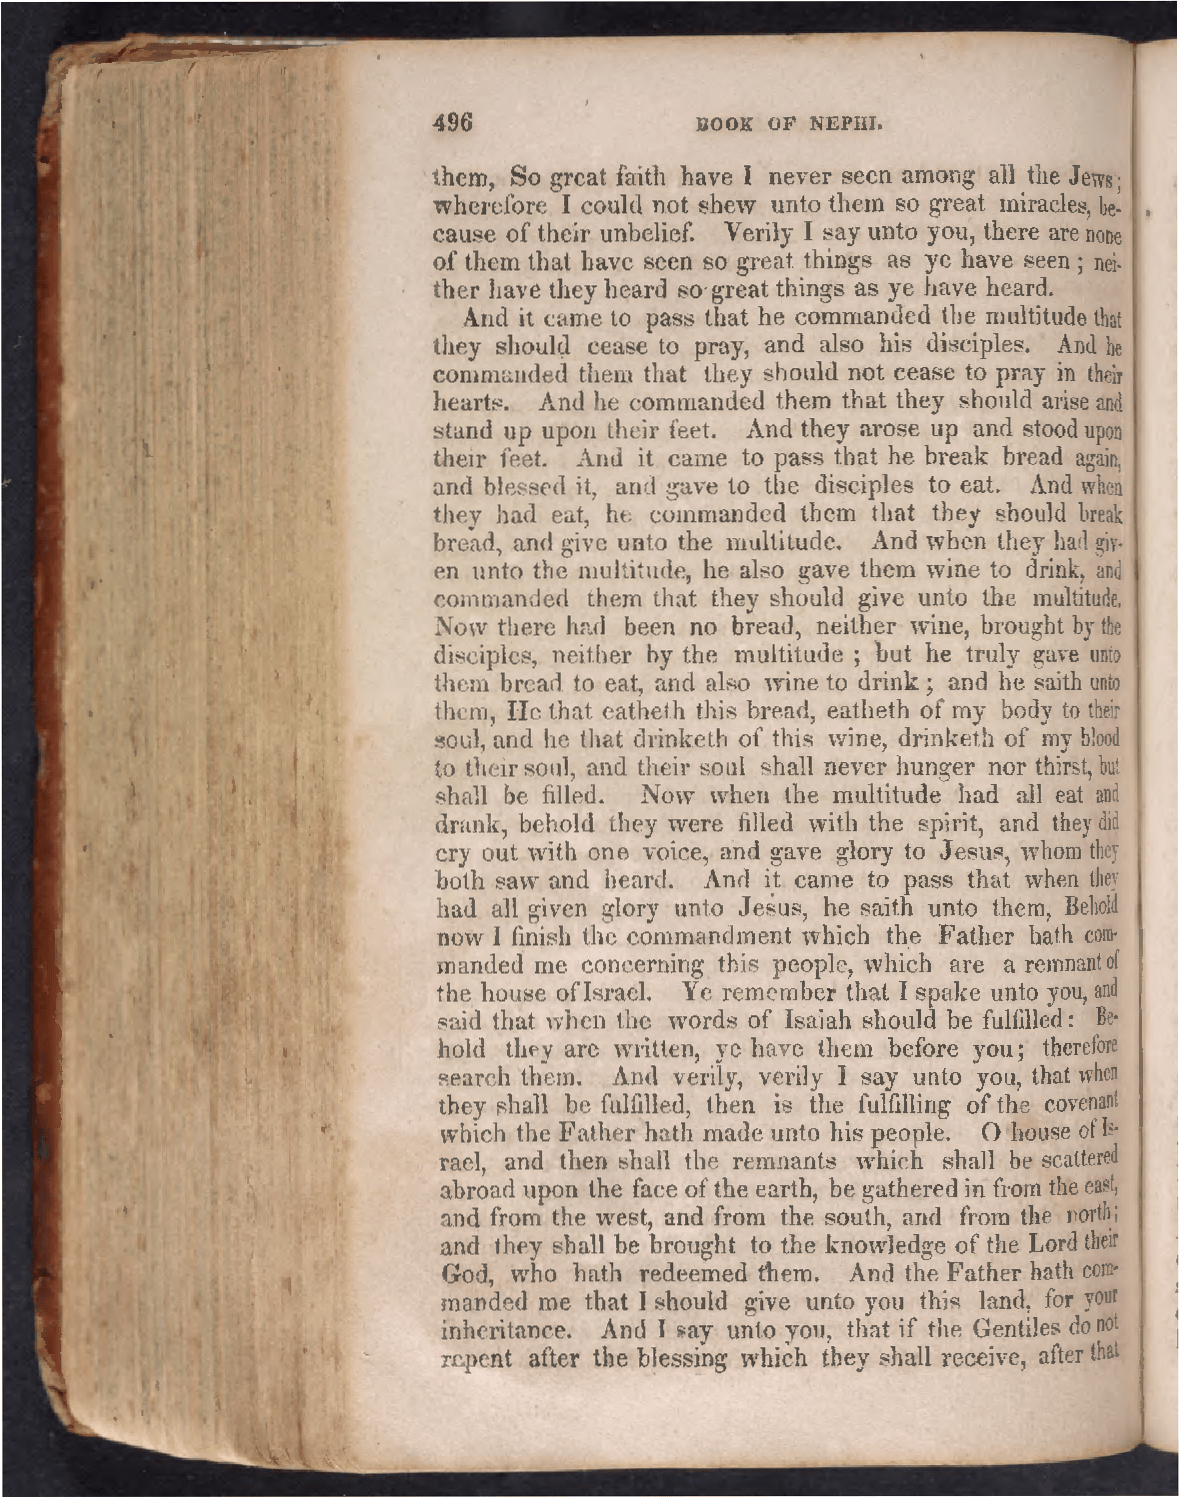 496 BOOK OF NEPHI.
them, So great faith have I never seen among all the Jews;
wherefore I could not shew unto them so great miracles, be-
cause of their unbelief. Verily I say unto you, there are none
of them that have seen so great things as ye have seen; nei-
ther have they heard so great things as ye have heard.
And it came to pass that he commanded the multitude that
they should cease to pray, and also his disciples. And he
commanded them that they should not cease to pray in their
hearts. And he commanded them that they should arise and
stand up upon their feet. And they arose up and stood upon
their feet. And it came to pass that he break bread again,
and blessed it, and gave to the disciples to eat. And when
they had eat, he commanded them that they should break
bread, and give unto the multitude. And when they had giv-
en unto the multitude, he also gave them wine to drink, and
commanded them that they should give unto the multitude.
Now there had been no bread, neither wine, brought by the
disciples, neither by the multitude; but he truly gave unto
them bread to eat, and also wine to drink; and he saith unto
them, He that eatheth this bread, eatheth of my body to their
soul, and he that drinketh of this wine, drinketh of my blood
to their soul, and their soul shall never hunger nor thirst, but
shall be filled. Now when the multitude had all eat and
drank, behold they were filled with the spirit, and they did
cry out with one voice, and gave glory to Jesus, whom they
both saw and heard. And it came to pass that when they
had all given glory unto Jesus, he saith unto them, Behold
now I finish the commandment which the Father hath com-
manded me concerning this people, which are a remnant of
the house of Israel. Ye remember that I spake unto you, and
said that when the words of Isaiah should be fulfilled: Be-
hold they are written, ye have them before you; therefore
search them. And verily, verily I say unto you, that when
they shall be fulfilled, then is the fulfilling of the covenant
which the Father hath made unto his people. O house of Is-
rael, and then shall the remnants which shall be scattered
abroad upon the face of the earth, be gathered in from the east,
and from the west, and from the south, and from the north;
and they shall be brought to the knowledge of the Lord their
God, who hath redeemed them. And the Father hath com-
manded me that I should give unto you this land, for your
inheritance. And I say unto you, that if the Gentiles do not
repent after the blessing which they shall receive, after that